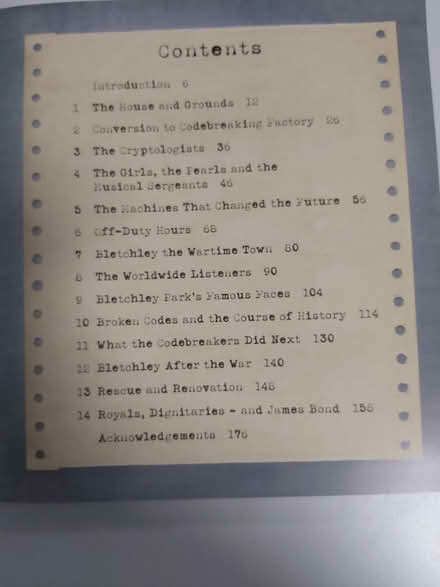 Contents
Introduction 6
1 The House and Grounds 12
2 Conversion to Codebreaking Factory 26
3 The Cryptologists 36
4 The Girls, the Pearls and the
Musical Sergeants 46
5 The Machines That Changed the Future 56
6 Off-Duty Hours 68
7 Bletchley the Wartime Town 80
8 The Worldwide Listeners 90
9 Bletchley Park's Famous Faces 104
10 Broken Codes and the Course of History 114
11 What the Codebreakers Did Next 130
12 Bletchley After the War 140
13 Rescue and Renovation 148
14 Royals, Dignitaries - and James Bond 158
Acknowledgements 176